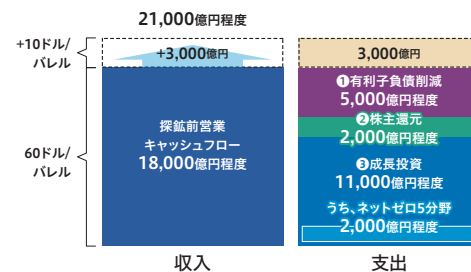 21,000億円程度
+10ドル/
バレル
+3,000億円
3,000億円
60ドル/
バレル
探鉱前営業
キャッシュフロー
18,000億円程度
❶有利子負債削減
5,000億円程度
❷株主還元
2,000億円程度
❸成長投資
11,000億円程度
うち、ネットゼロ5分野
2,000億円程度
収入
支出